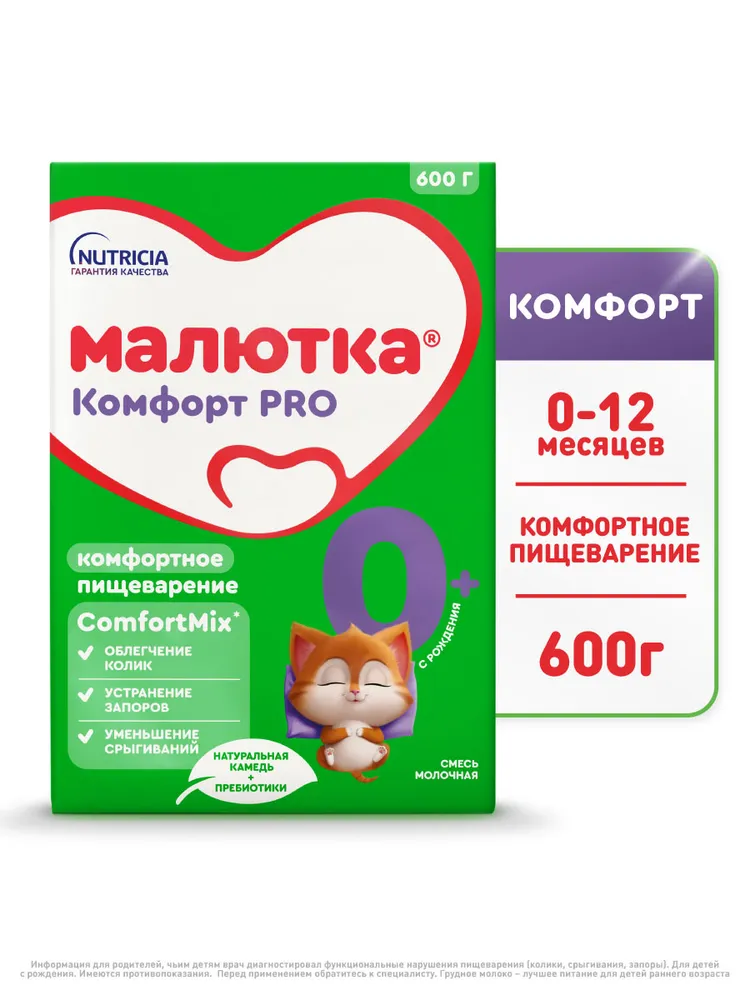 600 Г
NUTRICIA
ГАРАНТИЯ КАЧЕСТВА
МАЛЮТКА®
Комфорт PRO
комфортное
пищеварение
ComfortMix*
ОБЛЕГЧЕНИЕ
КОЛИК
УСТРАНЕНИЕ
ЗАПОРОВ
УМЕНЬШЕНИЕ
СРЫГИВАНИЙ
НАТУРАЛЬНАЯ
КАМЕДЬ
+
ПРЕБИОТИКИ
0+
С РОЖДЕНИЯ
СМЕСЬ
МОЛОЧНАЯ
КОМФОРТ
0-12
месяцев
КОМФОРТНОЕ
ПИЩЕВАРЕНИЕ
600г
Информация для родителей, чьим детям врач диагностировал функциональные нарушения пищеварения (колики, срыгивания, запоры). Для детей
с рождения. Имеются противопоказания. Перед применением обратитесь к специалисту. Грудное молоко – лучшее питание для детей раннего возраста